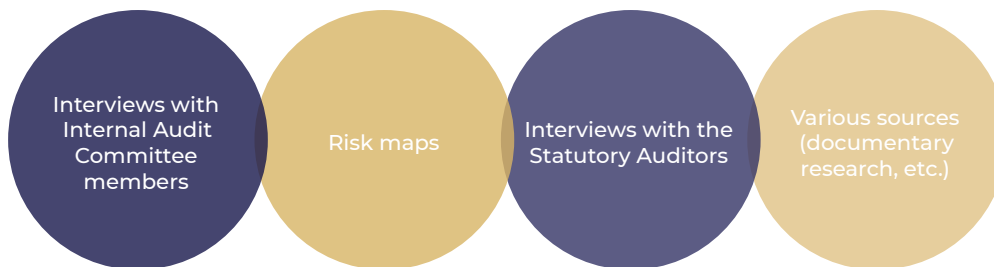 Interviews with
Internal Audit
Committee
members
Risk maps
Interviews with the
Statutory Auditors
Various sources
(documentary
research, etc.)